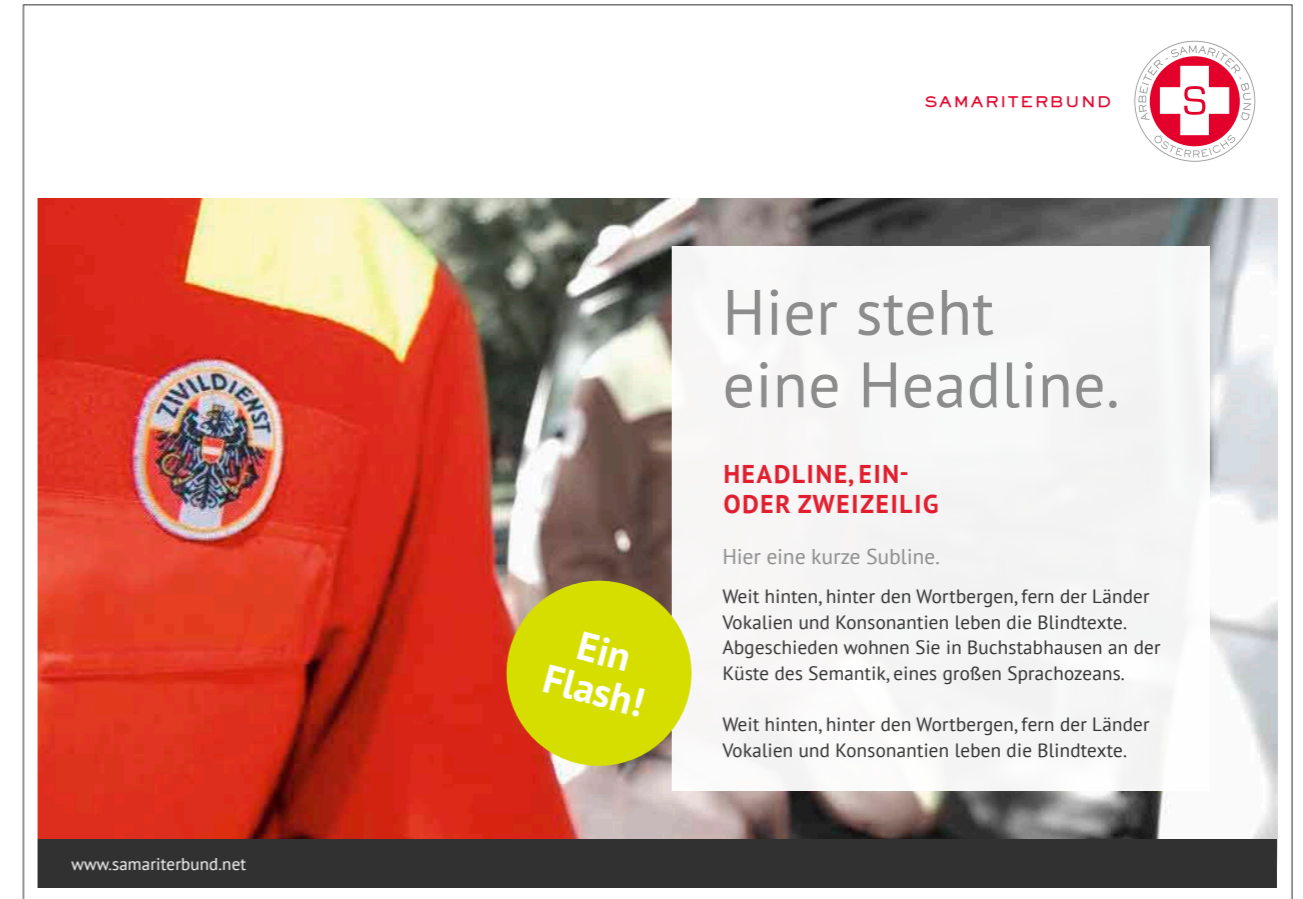 SAMARITERBUND
ARBEITER - SAMARITER - BUND
ÖSTERREICHS
S
ZIVILDIENST
Hier steht
eine Headline.
HEADLINE, EIN-
ODER ZWEIZEILIG
Hier eine kurze Subline.
Weit hinten, hinter den Wortbergen, fern der Länder
Vokalien und Konsonantien leben die Blindtexte.
Abgeschieden wohnen Sie in Buchstabhausen an der
Küste des Semantik, eines großen Sprachozeans.
Weit hinten, hinter den Wortbergen, fern der Länder
Vokalien und Konsonantien leben die Blindtexte.
Ein
Flash!
www.samariterbund.net